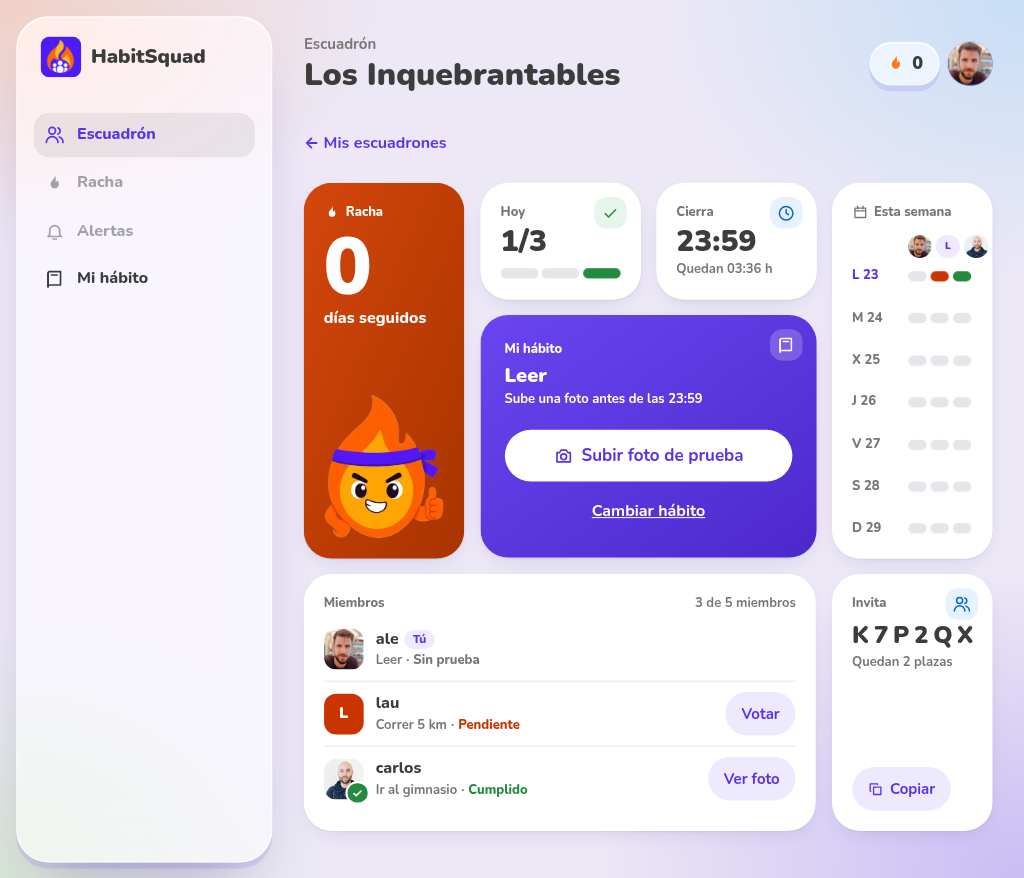 HabitSquad
Escuadrón
Racha
Alertas
Mi hábito
Escuadrón
Los Inquebrantables
0
← Mis escuadrones
Racha
0
días seguidos
Hoy
1/3
Cierra
23:59
Quedan 03:36 h
Mi hábito
Leer
Sube una foto antes de las 23:59
Subir foto de prueba
Cambiar hábito
Esta semana
L
L 23
M 24
X 25
J 26
V 27
S 28
D 29
Miembros
3 de 5 miembros
ale Tú
Leer · Sin prueba
L
lau
Correr 5 km · Pendiente
Votar
carlos
Ir al gimnasio · Cumplido
Ver foto
Invita
K7P2QX
Quedan 2 plazas
Copiar